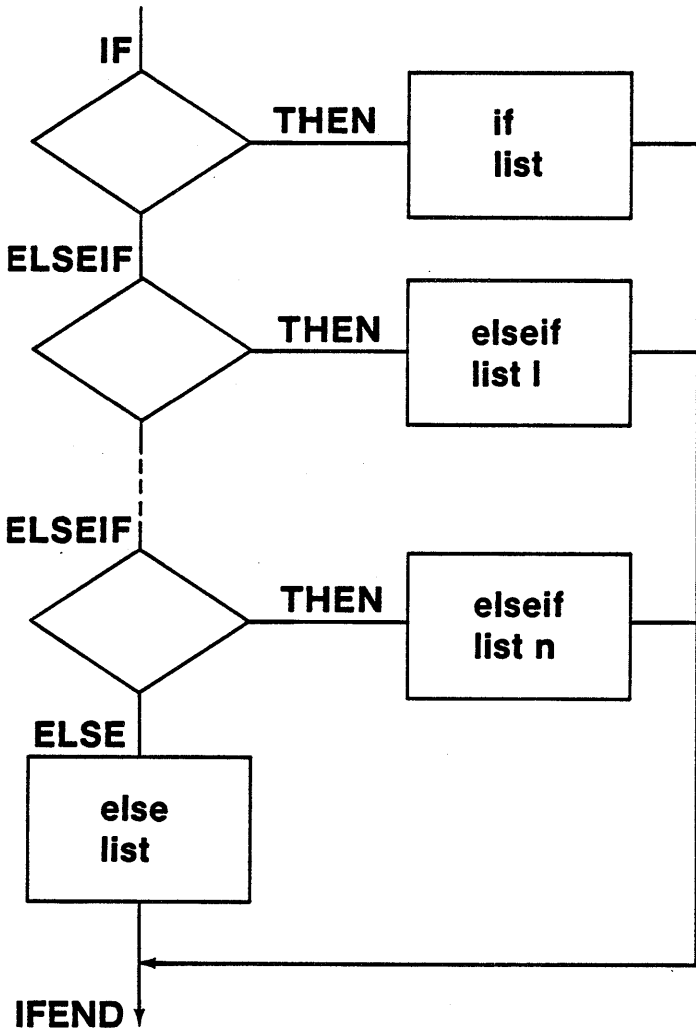 IF
THEN
if
list
ELSEIF
THEN
elseif
list l
ELSEIF
THEN
elseif
list n
ELSE
else
list
IFEND